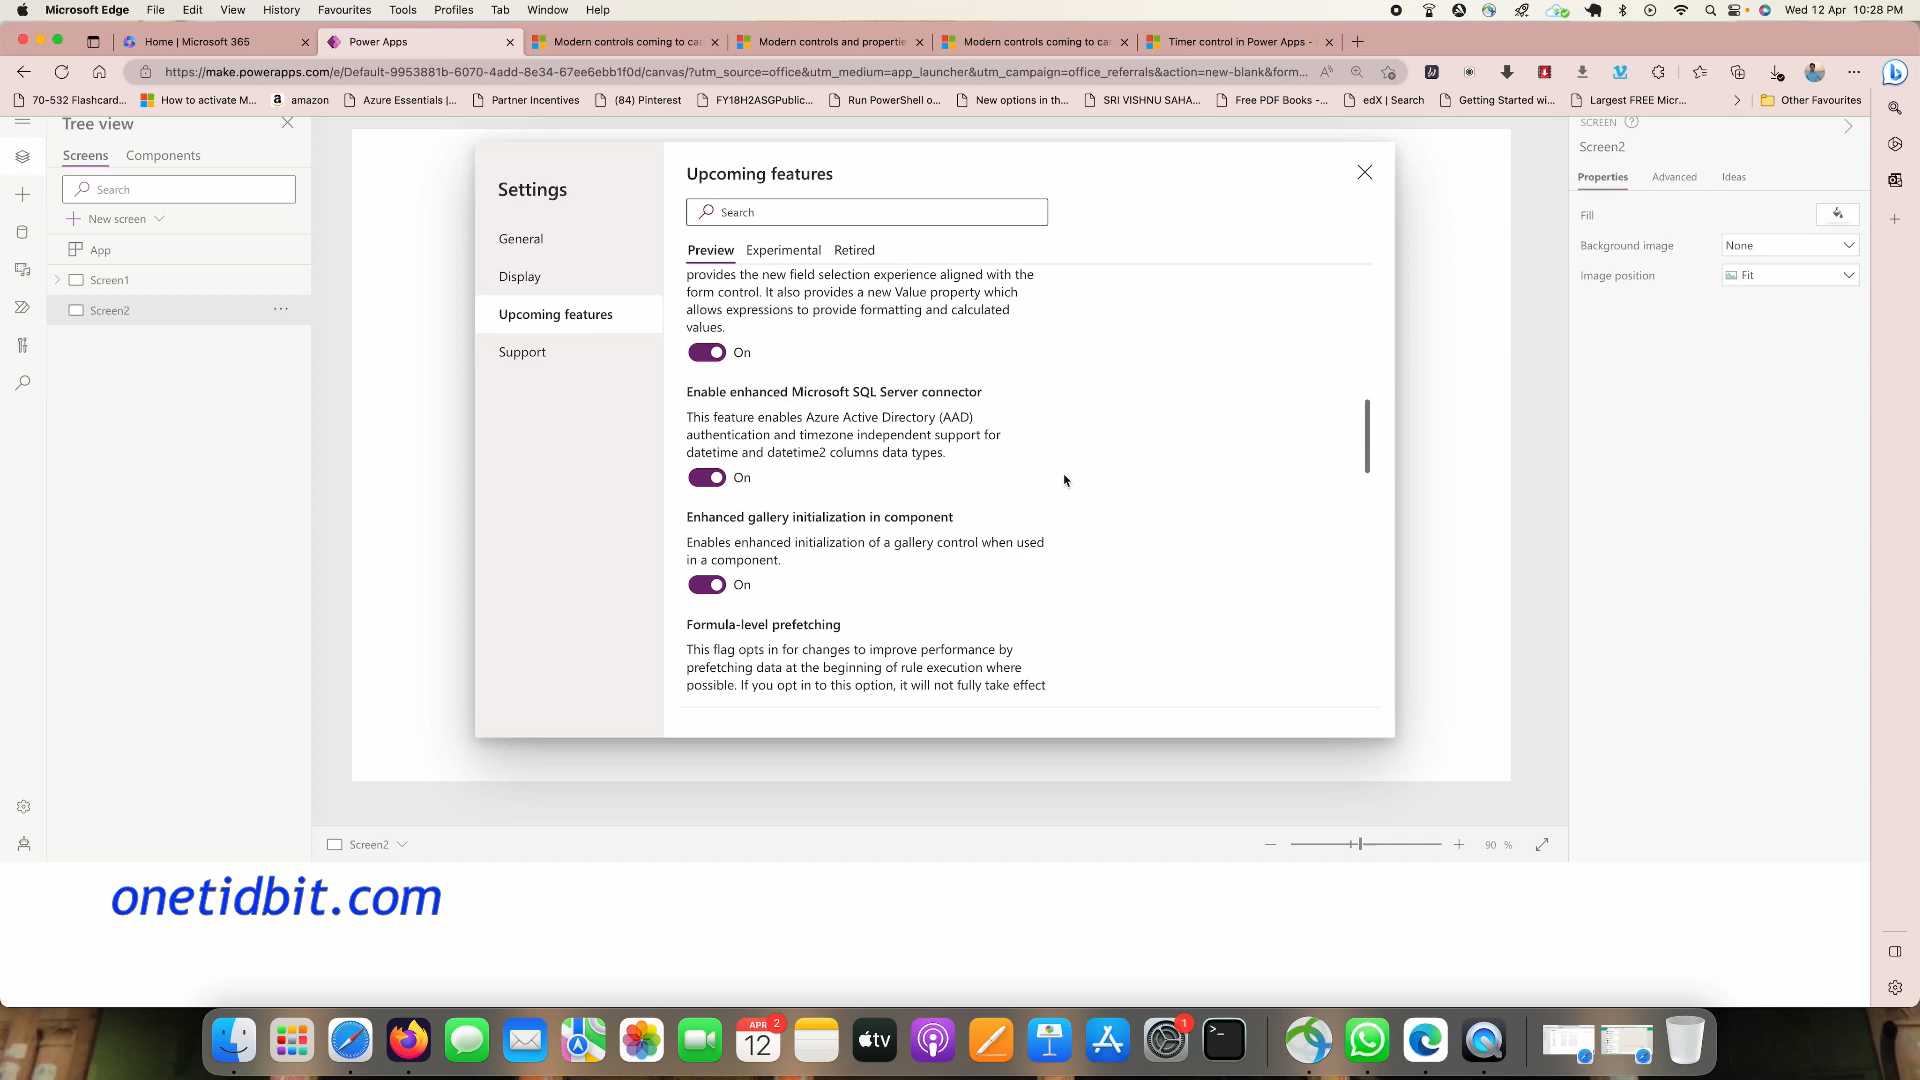 Microsoft Edge File Edit View History Favourites Tools Profiles Tab Window Help Wed 12 Apr 10:28 PM
Home | Microsoft 365
Power Apps
Modern controls coming to ca
Modern controls and propertie
Modern controls coming to ca
Timer control in Power Apps -
https://make.powerapps.com/e/Default-9953881b-6070-4add-8e34-67ee6ebb1f0d/canvas/?utm_source=office&utm_medium=app_launcher&utm_campaign=office_referrals&action=new-blank&form...
70-532 Flashcard... How to activate M... amazon Azure Essentials |... Partner Incentives (84) Pinterest FY18H2ASGPublic... Run PowerShell o... New options in th... SRI VISHNU SAHA... Free PDF Books -... edX | Search Getting Started wi... Largest FREE Micr... Other Favourites
Tree view
Screens Components
Search
New screen
App
Screen1
Screen2
Settings
General
Display
Upcoming features
Support
Upcoming features
Search
Preview Experimental Retired
provides the new field selection experience aligned with the
form control. It also provides a new Value property which
allows expressions to provide formatting and calculated
values.
On
Enable enhanced Microsoft SQL Server connector
This feature enables Azure Active Directory (AAD)
authentication and timezone independent support for
datetime and datetime2 columns data types.
On
Enhanced gallery initialization in component
Enables enhanced initialization of a gallery control when used
in a component.
On
Formula-level prefetching
This flag opts in for changes to improve performance by
prefetching data at the beginning of rule execution where
possible. If you opt in to this option, it will not fully take effect
SCREEN
Screen2
Properties Advanced Ideas
Fill
Background image None
Image position Fit
Screen2
90 %
onetidbit.com
APR 2
12
tv
1